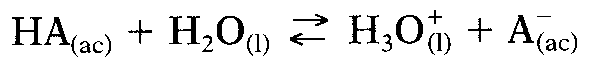 HA(ac) + H₂O(l) ⇄ H₃O⁺(l) + A⁻(ac)